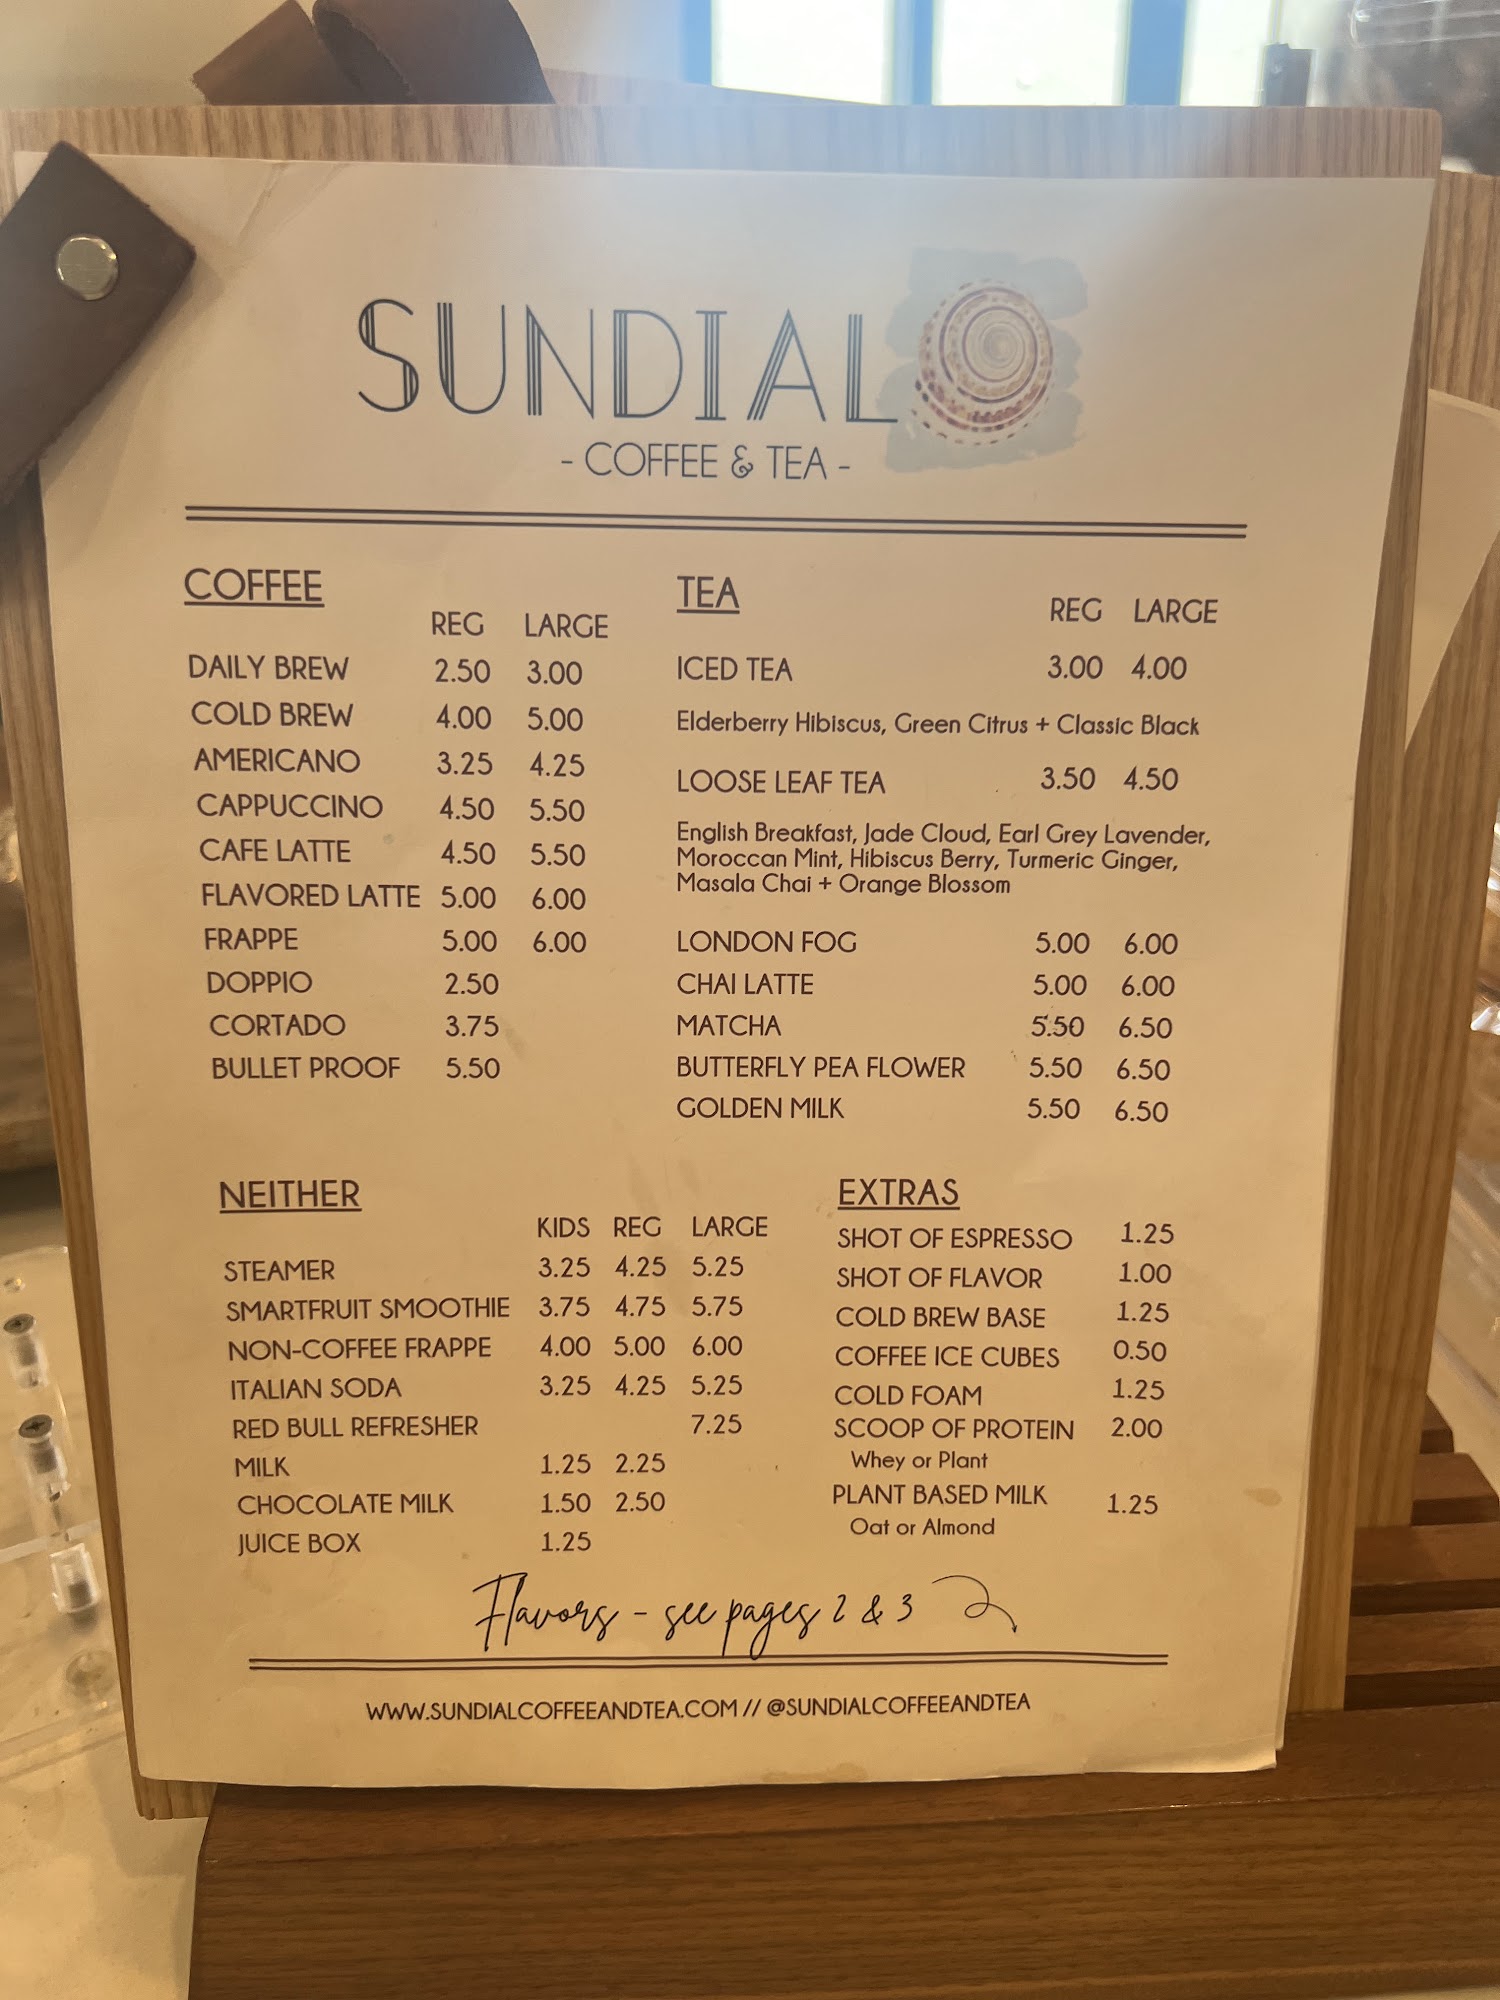 SUNDIAL
- COFFEE & TEA -
COFFEE
REG LARGE
DAILY BREW 2.50 3.00
COLD BREW 4.00 5.00
AMERICANO 3.25 4.25
CAPPUCCINO 4.50 5.50
CAFE LATTE 4.50 5.50
FLAVORED LATTE 5.00 6.00
FRAPPE 5.00 6.00
DOPPIO 2.50
CORTADO 3.75
BULLET PROOF 5.50
TEA
REG LARGE
ICED TEA 3.00 4.00
Elderberry Hibiscus, Green Citrus + Classic Black
LOOSE LEAF TEA 3.50 4.50
English Breakfast, Jade Cloud, Earl Grey Lavender,
Moroccan Mint, Hibiscus Berry, Turmeric Ginger,
Masala Chai + Orange Blossom
LONDON FOG 5.00 6.00
CHAI LATTE 5.00 6.00
MATCHA 5.50 6.50
BUTTERFLY PEA FLOWER 5.50 6.50
GOLDEN MILK 5.50 6.50
NEITHER
KIDS REG LARGE
STEAMER 3.25 4.25 5.25
SMARTFRUIT SMOOTHIE 3.75 4.75 5.75
NON-COFFEE FRAPPE 4.00 5.00 6.00
ITALIAN SODA 3.25 4.25 5.25
RED BULL REFRESHER 7.25
MILK 1.25 2.25
CHOCOLATE MILK 1.50 2.50
JUICE BOX 1.25
EXTRAS
SHOT OF ESPRESSO 1.25
SHOT OF FLAVOR 1.00
COLD BREW BASE 1.25
COFFEE ICE CUBES 0.50
COLD FOAM 1.25
SCOOP OF PROTEIN 2.00
Whey or Plant
PLANT BASED MILK 1.25
Oat or Almond
Flavors - see pages 2 & 3
WWW.SUNDIALCOFFEEANDTEA.COM // @SUNDIALCOFFEEANDTEA